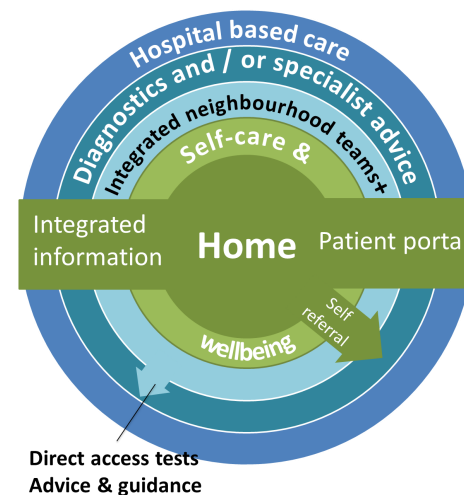 Hospital based care
Diagnostics and / or specialist advice
Integrated neighbourhood teams+
Self-care &
Integrated
information
Home
Patient porta
Self
referral
wellbeing
Direct access tests
Advice & guidance